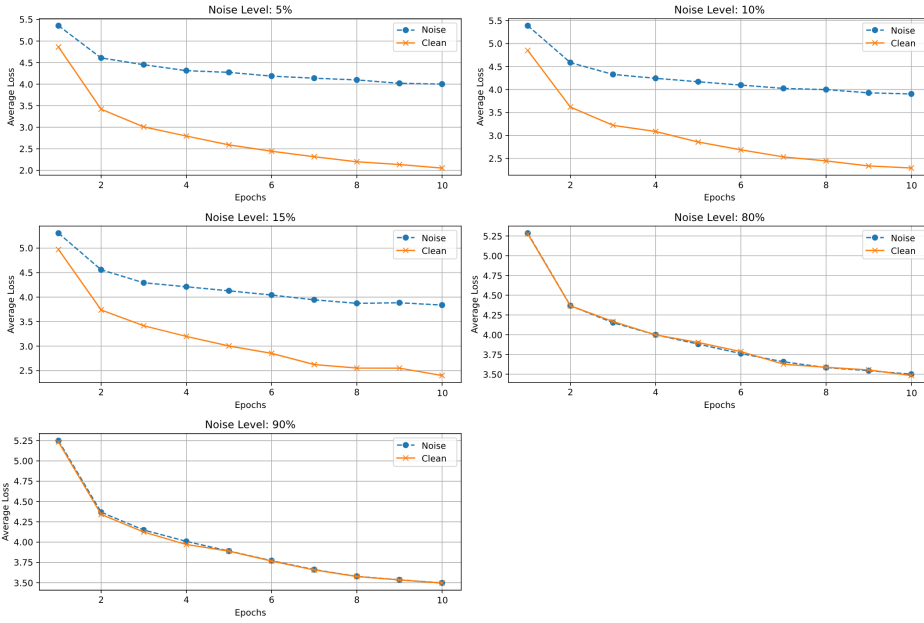 Noise Level: 5%
Average Loss
5.5
5.0
4.5
4.0
3.5
3.0
2.5
2.0
2 4 6 8 10
Epochs
Noise
Clean
Noise Level: 10%
Average Loss
5.5
5.0
4.5
4.0
3.5
3.0
2.5
2 4 6 8 10
Epochs
Noise
Clean
Noise Level: 15%
Average Loss
5.0
4.5
4.0
3.5
3.0
2.5
2 4 6 8 10
Epochs
Noise
Clean
Noise Level: 80%
Average Loss
5.25
5.00
4.75
4.50
4.25
4.00
3.75
3.50
2 4 6 8 10
Epochs
Noise
Clean
Noise Level: 90%
Average Loss
5.25
5.00
4.75
4.50
4.25
4.00
3.75
3.50
2 4 6 8 10
Epochs
Noise
Clean